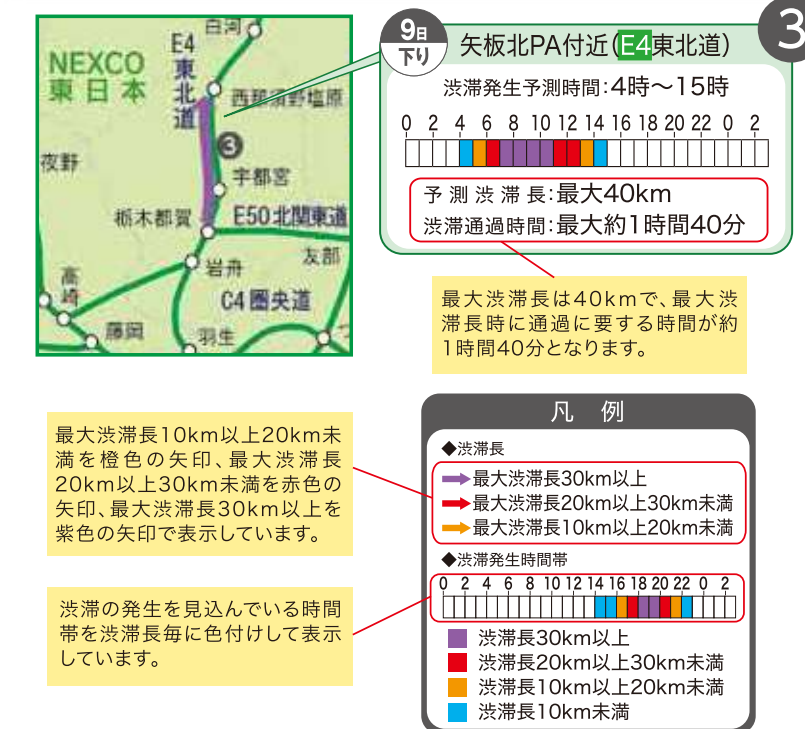 白河
E4
東北道
NEXCO
東日本
西那須野塩原
3
夜野
宇都宮
栃木都賀
E50北関東道
友部
岩舟
高崎
C4圏央道
藤岡
羽生
つ
9日
下り
矢板北PA付近(E4東北道)
3
渋滞発生予測時間:4時～15時
0 2 4 6 8 10 12 14 16 18 20 22 0 2
予測渋滞長:最大40km
渋滞通過時間:最大約1時間40分
最大渋滞長は40kmで、最大渋
滞長時に通過に要する時間が約
1時間40分となります。
最大渋滞長10km以上20km未
満を橙色の矢印、最大渋滞長
20km以上30km未満を赤色の
矢印、最大渋滞長30km以上を
紫色の矢印で表示しています。
渋滞の発生を見込んでいる時間
帯を渋滞長毎に色付けして表示
しています。
凡 例
◆渋滞長
最大渋滞長30km以上
最大渋滞長20km以上30km未満
最大渋滞長10km以上20km未満
◆渋滞発生時間帯
0 2 4 6 8 10 12 14 16 18 20 22 0 2
渋滞長30km以上
渋滞長20km以上30km未満
渋滞長10km以上20km未満
渋滞長10km未満